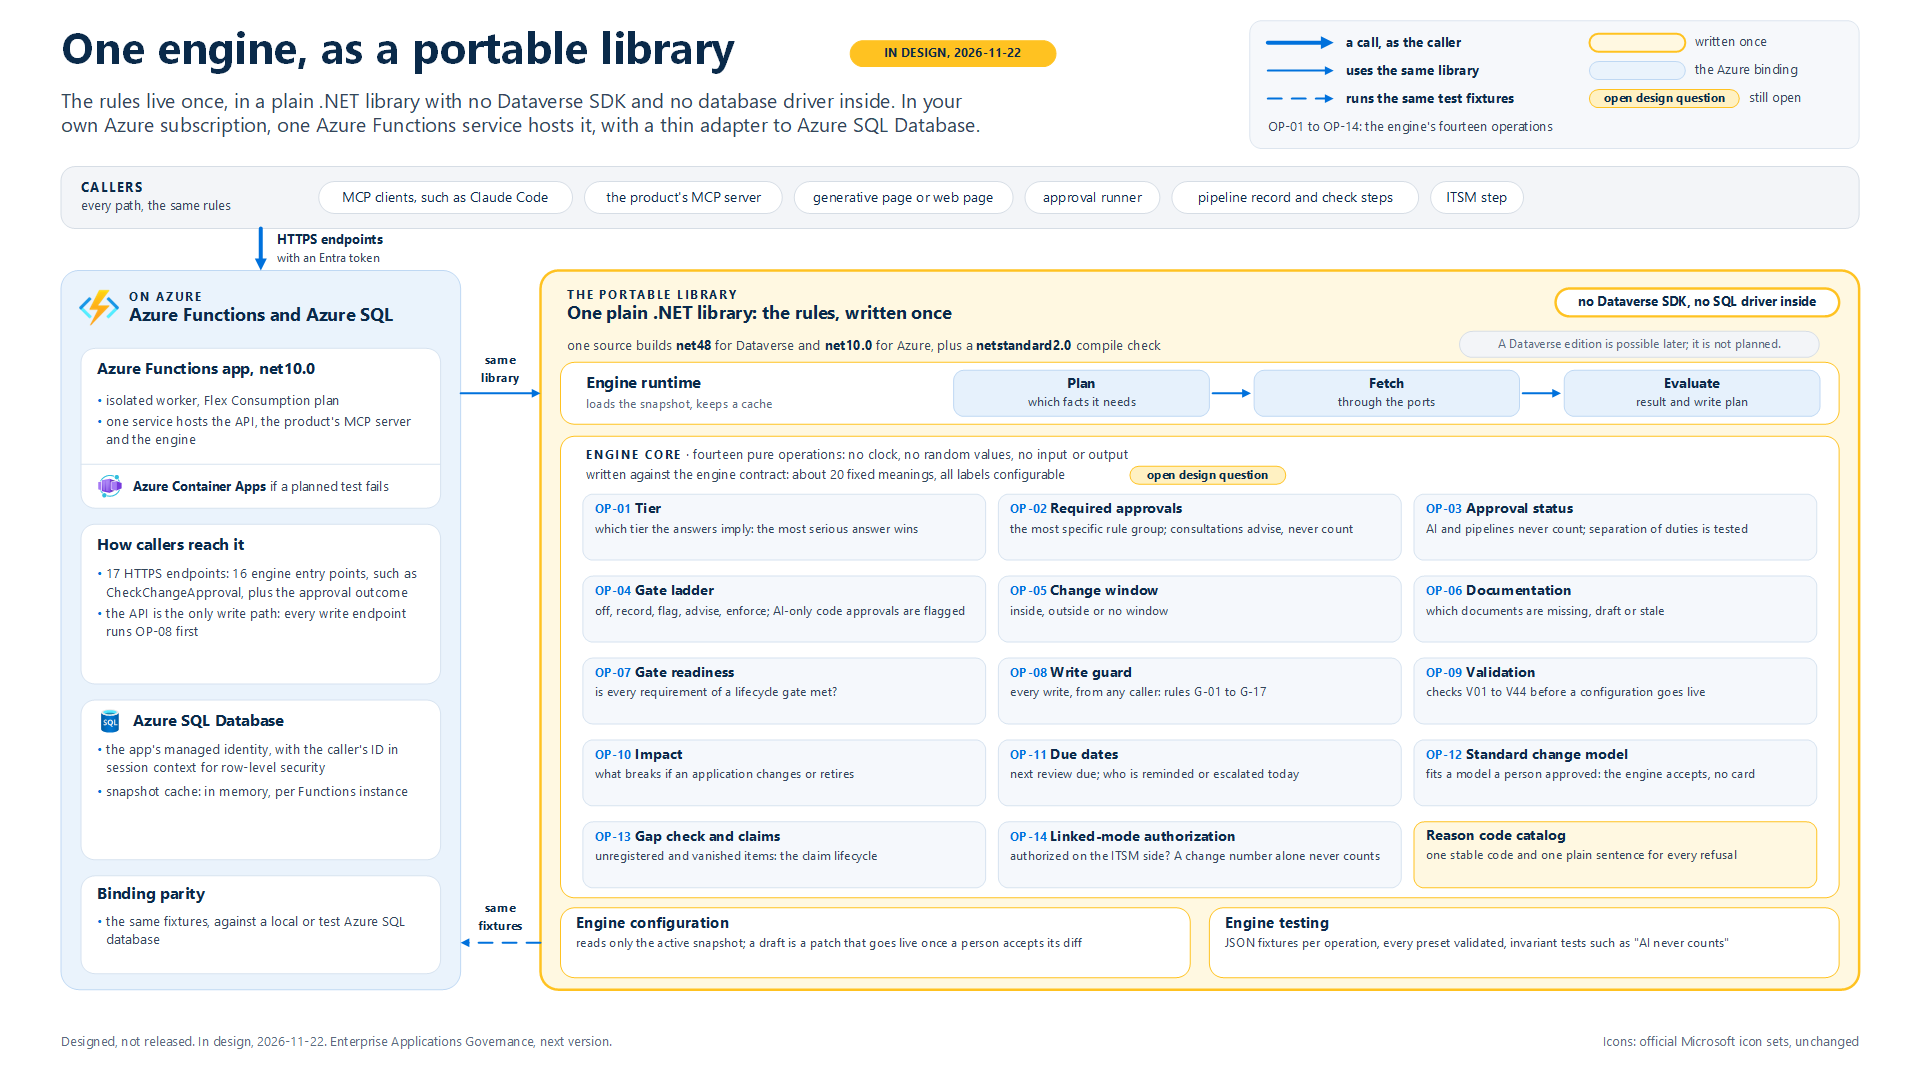 One engine, as a portable library
IN DESIGN, 2026-11-22
The rules live once, in a plain .NET library with no Dataverse SDK and no database driver inside. In your
own Azure subscription, one Azure Functions service hosts it, with a thin adapter to Azure SQL Database.
a call, as the caller
written once
uses the same library
the Azure binding
runs the same test fixtures
open design question
still open
OP-01 to OP-14: the engine's fourteen operations
CALLERS
every path, the same rules
MCP clients, such as Claude Code
the product's MCP server
generative page or web page
approval runner
pipeline record and check steps
ITSM step
HTTPS endpoints
with an Entra token
ON AZURE
Azure Functions and Azure SQL
Azure Functions app, net10.0
• isolated worker, Flex Consumption plan
• one service hosts the API, the product's MCP server
and the engine
Azure Container Apps if a planned test fails
How callers reach it
• 17 HTTPS endpoints: 16 engine entry points, such as
CheckChangeApproval, plus the approval outcome
• the API is the only write path: every write endpoint
runs OP-08 first
SQL
Azure SQL Database
• the app's managed identity, with the caller's ID in
session context for row-level security
• snapshot cache: in memory, per Functions instance
Binding parity
• the same fixtures, against a local or test Azure SQL
database
same
library
same
fixtures
THE PORTABLE LIBRARY
One plain .NET library: the rules, written once
no Dataverse SDK, no SQL driver inside
one source builds net48 for Dataverse and net10.0 for Azure, plus a netstandard2.0 compile check
A Dataverse edition is possible later; it is not planned.
Engine runtime
loads the snapshot, keeps a cache
Plan
which facts it needs
Fetch
through the ports
Evaluate
result and write plan
ENGINE CORE · fourteen pure operations: no clock, no random values, no input or output
written against the engine contract: about 20 fixed meanings, all labels configurable
open design question
OP-01 Tier
which tier the answers imply: the most serious answer wins
OP-02 Required approvals
the most specific rule group; consultations advise, never count
OP-03 Approval status
AI and pipelines never count; separation of duties is tested
OP-04 Gate ladder
off, record, flag, advise, enforce; AI-only code approvals are flagged
OP-05 Change window
inside, outside or no window
OP-06 Documentation
which documents are missing, draft or stale
OP-07 Gate readiness
is every requirement of a lifecycle gate met?
OP-08 Write guard
every write, from any caller: rules G-01 to G-17
OP-09 Validation
checks V01 to V44 before a configuration goes live
OP-10 Impact
what breaks if an application changes or retires
OP-11 Due dates
next review due; who is reminded or escalated today
OP-12 Standard change model
fits a model a person approved: the engine accepts, no card
OP-13 Gap check and claims
unregistered and vanished items: the claim lifecycle
OP-14 Linked-mode authorization
authorized on the ITSM side? A change number alone never counts
Reason code catalog
one stable code and one plain sentence for every refusal
Engine configuration
reads only the active snapshot; a draft is a patch that goes live once a person accepts its diff
Engine testing
JSON fixtures per operation, every preset validated, invariant tests such as "AI never counts"
Designed, not released. In design, 2026-11-22. Enterprise Applications Governance, next version.
Icons: official Microsoft icon sets, unchanged